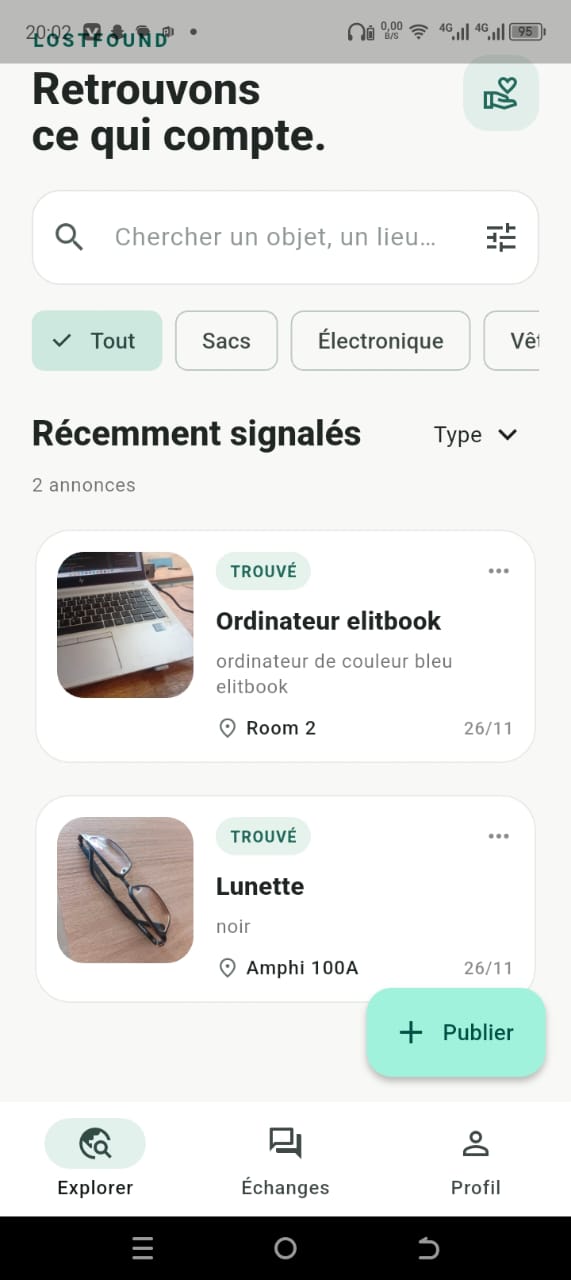 20:02
0,00
B/S
4G
4G
95
LOSTFOUND
Retrouvons
ce qui compte.
Chercher un objet, un lieu…
Tout
Sacs
Électronique
Vêt
Récemment signalés
Type
2 annonces
TROUVÉ
Ordinateur elitbook
ordinateur de couleur bleu
elitbook
Room 2
26/11
TROUVÉ
Lunette
noir
Amphi 100A
26/11
Publier
Explorer
Échanges
Profil